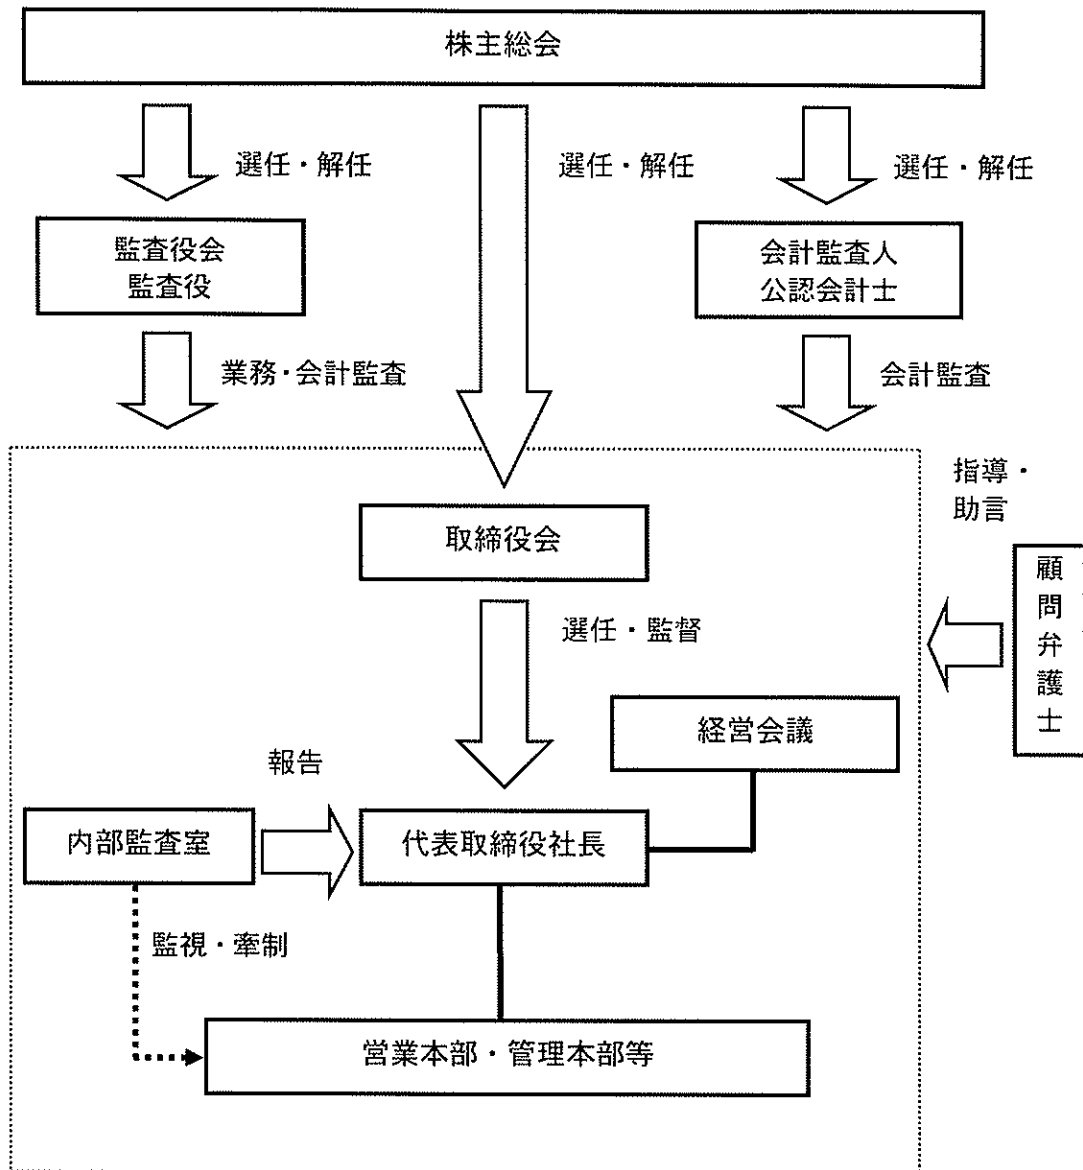 株主総会
選任・解任
選任・解任
選任・解任
監査役会
監査役
会計監査人
公認会計士
業務・会計監査
会計監査
指導・
助言
取締役会
顧問弁護士
選任・監督
経営会議
報告
内部監査室
代表取締役社長
監視・牽制
営業本部・管理本部等